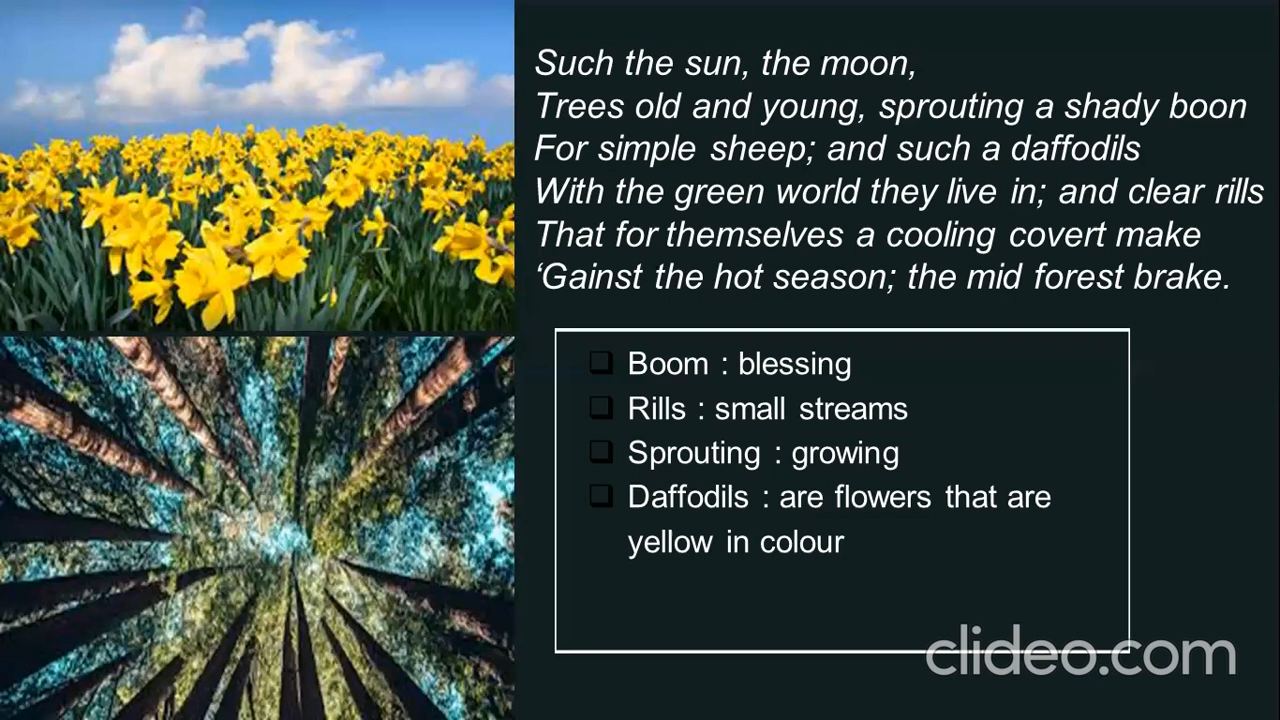 Such the sun, the moon,
Trees old and young, sprouting a shady boon
For simple sheep; and such a daffodils
With the green world they live in; and clear rills
That for themselves a cooling covert make
‘Gainst the hot season; the mid forest brake.
Boom : blessing
Rills : small streams
Sprouting : growing
Daffodils : are flowers that are
yellow in colour
clideo.com